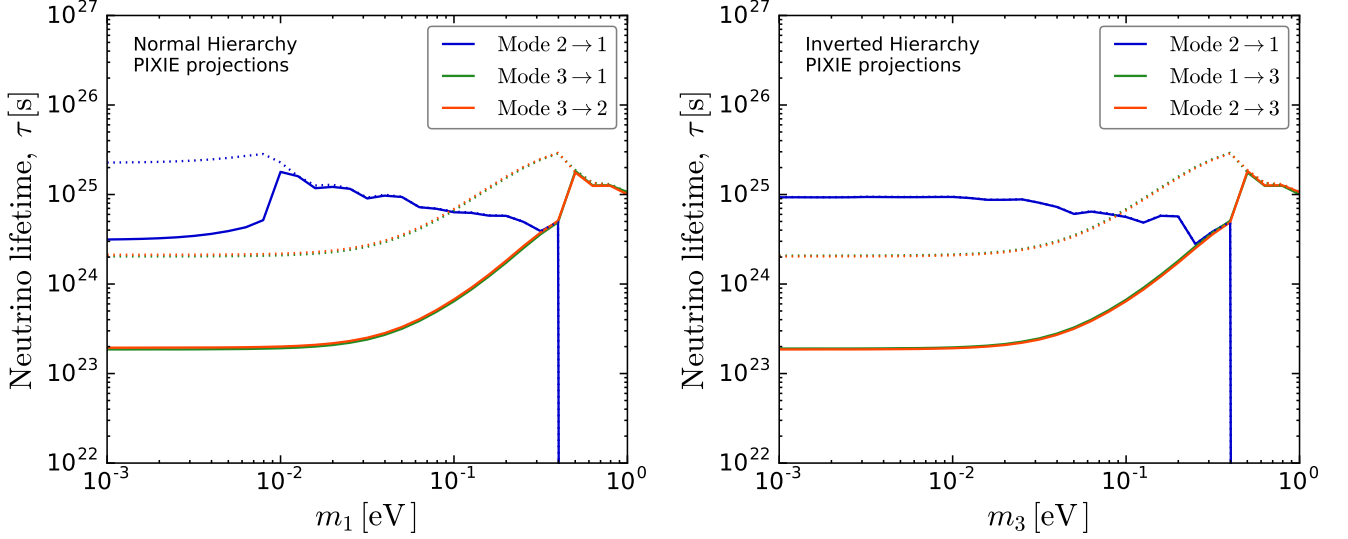 Normal Hierarchy
PIXIE projections
Mode 2 → 1
Mode 3 → 1
Mode 3 → 2
10^27
10^26
10^25
10^24
10^23
10^22
Neutrino lifetime, τ [s]
10^-3
10^-2
10^-1
10^0
m_1 [eV]
Inverted Hierarchy
PIXIE projections
Mode 2 → 1
Mode 1 → 3
Mode 2 → 3
10^27
10^26
10^25
10^24
10^23
10^22
Neutrino lifetime, τ [s]
10^-3
10^-2
10^-1
10^0
m_3 [eV]